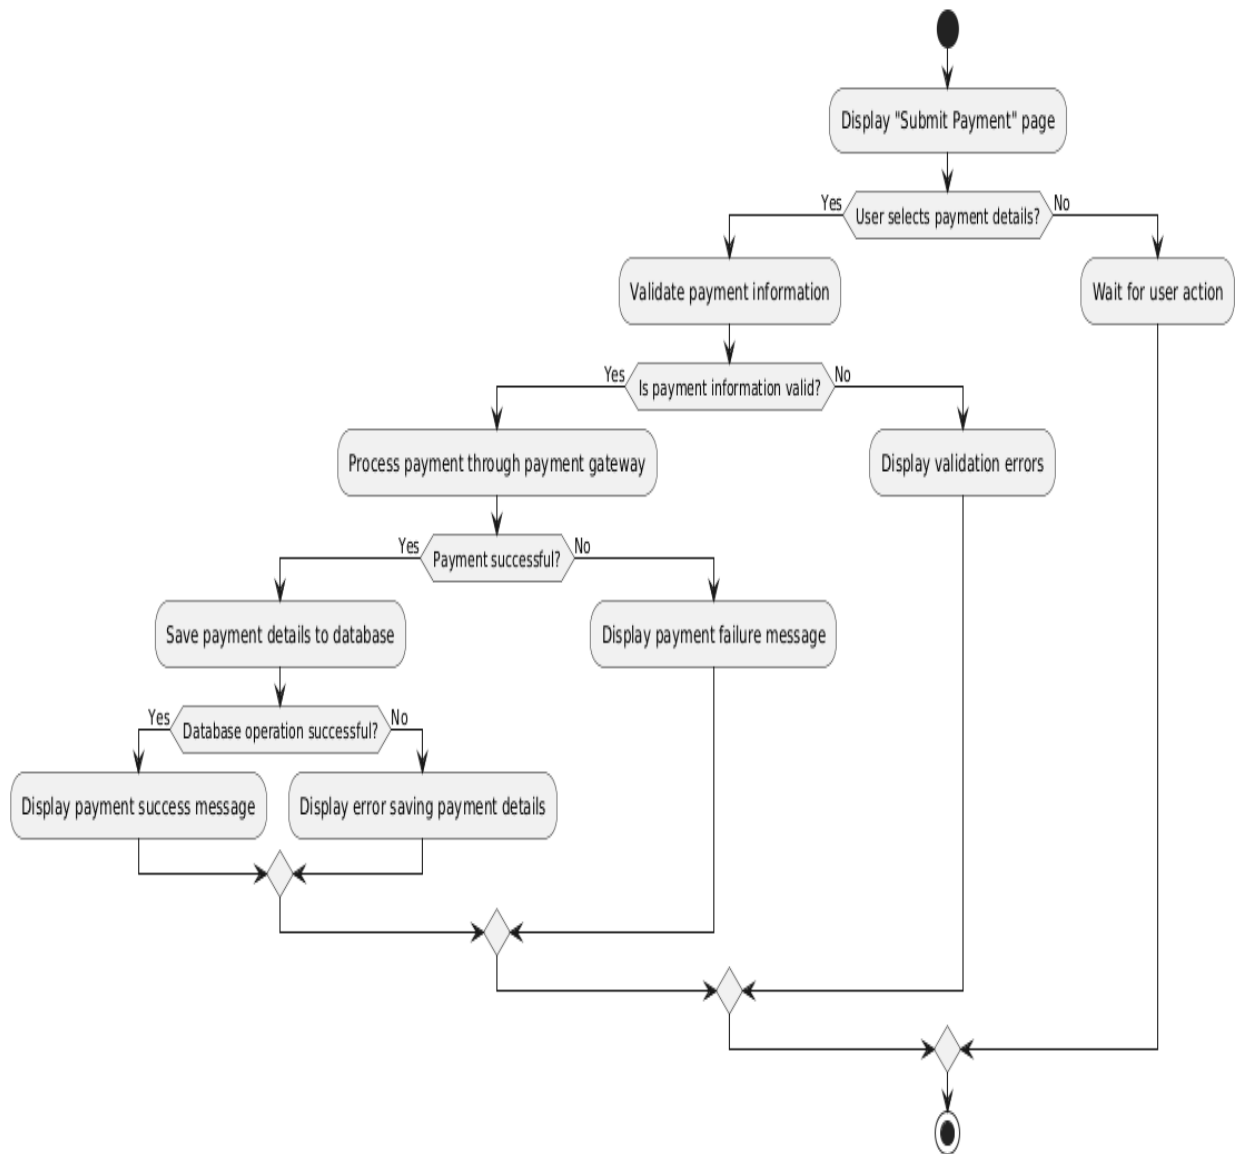 Display "Submit Payment" page
Yes
User selects payment details?
No
Validate payment information
Wait for user action
Yes
Is payment information valid?
No
Process payment through payment gateway
Display validation errors
Yes
Payment successful?
No
Save payment details to database
Display payment failure message
Yes
Database operation successful?
No
Display payment success message
Display error saving payment details